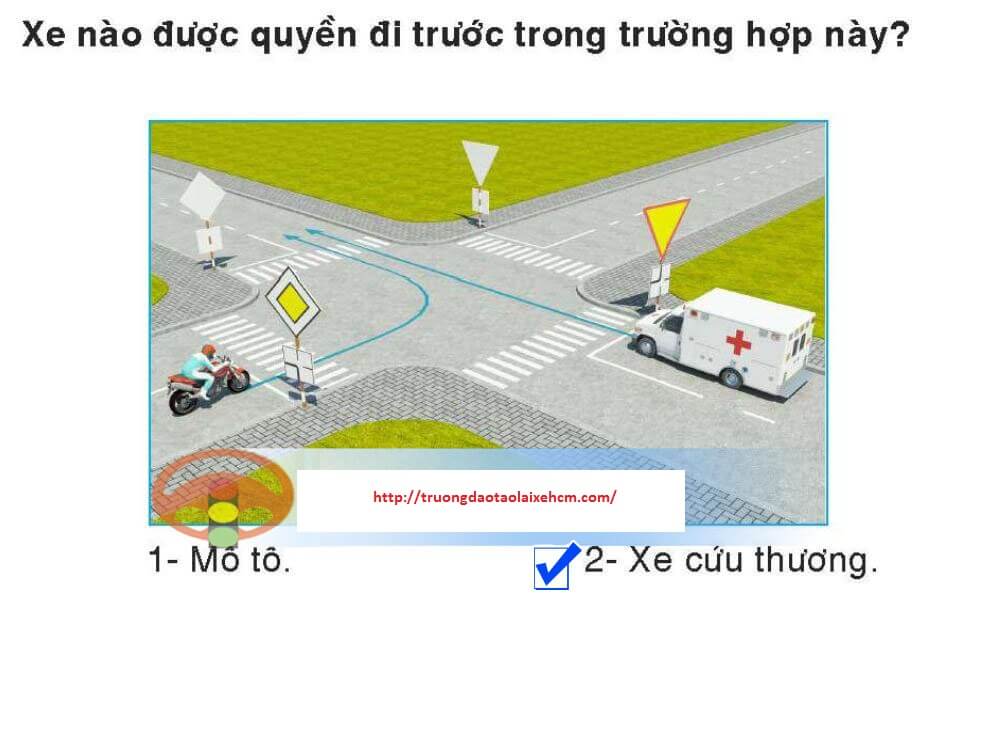 Xe nào được quyền đi trước trong trường hợp này?
http://truongdaotaolaixehcm.com/
1- Mô tô.
2- Xe cứu thương.